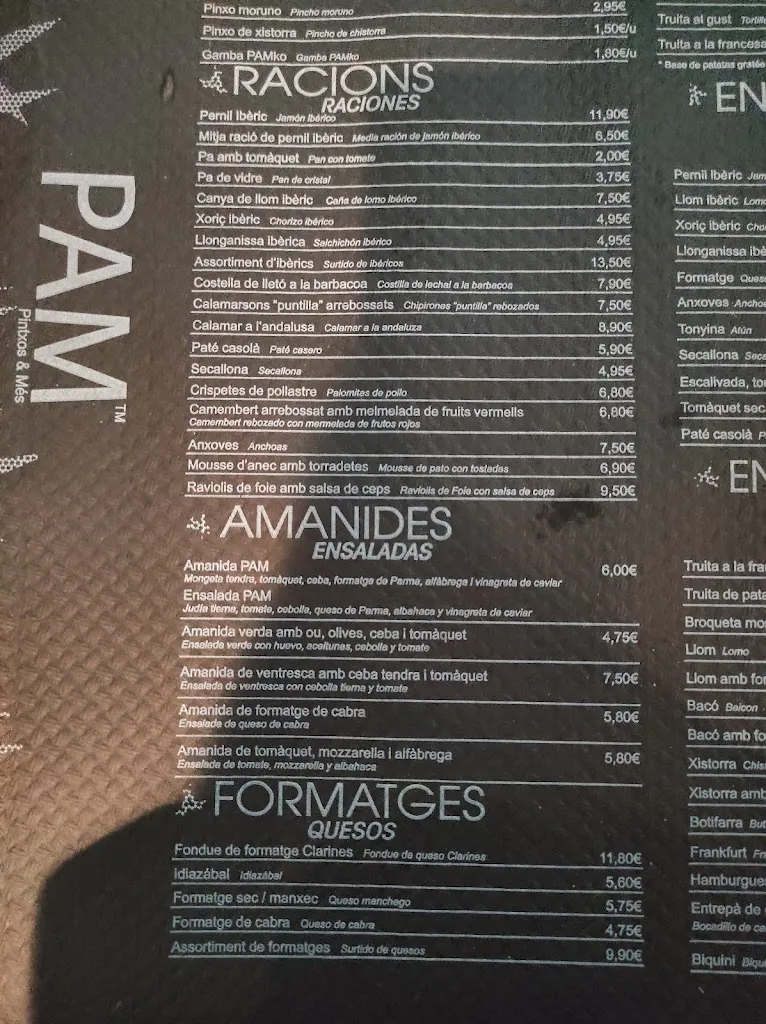 PAM™
Pintxos & Més
Pinxo moruno Pincho moruno 2,95€
Pinxo de xistorra Pincho de chistorra 1,50€/u
Gamba PAMko Gamba PAMko 1,80€/u
RACIONS
RACIONES
Pernil Ibèric Jamón Ibérico 11,90€
Mitja ració de pernil ibèric Media ración de jamón ibérico 6,50€
Pa amb tomàquet Pan con tomate 2,00€
Pa de vidre Pan de cristal 3,75€
Canya de llom ibèric Caña de lomo ibérico 7,50€
Xoriç ibèric Chorizo ibérico 4,95€
Llonganissa ibèrica Salchichón ibérico 4,95€
Assortiment d'ibèrics Surtido de ibéricos 13,50€
Costella de lletó a la barbacoa Costilla de lechal a la barbacoa 7,90€
Calamarsons "puntilla" arrebossats Chipirones "puntilla" rebozados 7,50€
Calamar a l'andalusa Calamar a la andaluza 8,90€
Paté casolà Paté casero 5,90€
Secallona Secallona 4,95€
Crispetes de pollastre Palomitas de pollo 6,80€
Camembert arrebossat amb melmelada de fruits vermells 6,80€
Camembert rebozado con mermelada de frutos rojos
Anxoves Anchoas 7,50€
Mousse d'anec amb torradetes Mousse de pato con tostadas 6,90€
Raviolis de foie amb salsa de ceps Raviolis de Foie con salsa de ceps 9,50€
AMANIDES
ENSALADAS
Amanida PAM 6,00€
Mongeta tendra, tomàquet, ceba, formatge de Parma, alfàbrega i vinagreta de caviar
Ensalada PAM
Judía tierna, tomate, cebolla, queso de Parma, albahaca y vinagreta de caviar
Amanida verda amb ou, olives, ceba i tomàquet 4,75€
Ensalada verde con huevo, aceitunas, cebolla y tomate
Amanida de ventresca amb ceba tendra i tomàquet 7,50€
Ensalada de ventresca con cebolla tierna y tomate
Amanida de formatge de cabra 5,80€
Ensalada de queso de cabra
Amanida de tomàquet, mozzarella i alfàbrega 5,80€
Ensalada de tomate, mozzarella y albahaca
FORMATGES
QUESOS
Fondue de formatge Clarines Fondue de queso Clarines 11,80€
Idiazábal Idiazábal 5,60€
Formatge sec / manxec Queso manchego 5,75€
Formatge de cabra Queso de cabra 4,75€
Assortiment de formatges Surtido de quesos 9,90€
Truita al gust
Truita a la francesa
* Base de patatas
EN
Pernil Ibèric
Llom Ibèric
Xoriç ibèric
Llonganissa
Formatge
Anxoves
Tonyina Atún
Secallona
Escalivada,
Tomàquet sec
Paté casolà
EN
Truita a la
Truita de
Broqueta
Llom Lomo
Llom amb
Bacó Beicon
Bacó amb
Xistorra
Xistorra amb
Botifarra
Frankfurt
Entrepà de
Bocadillo de
Biquini